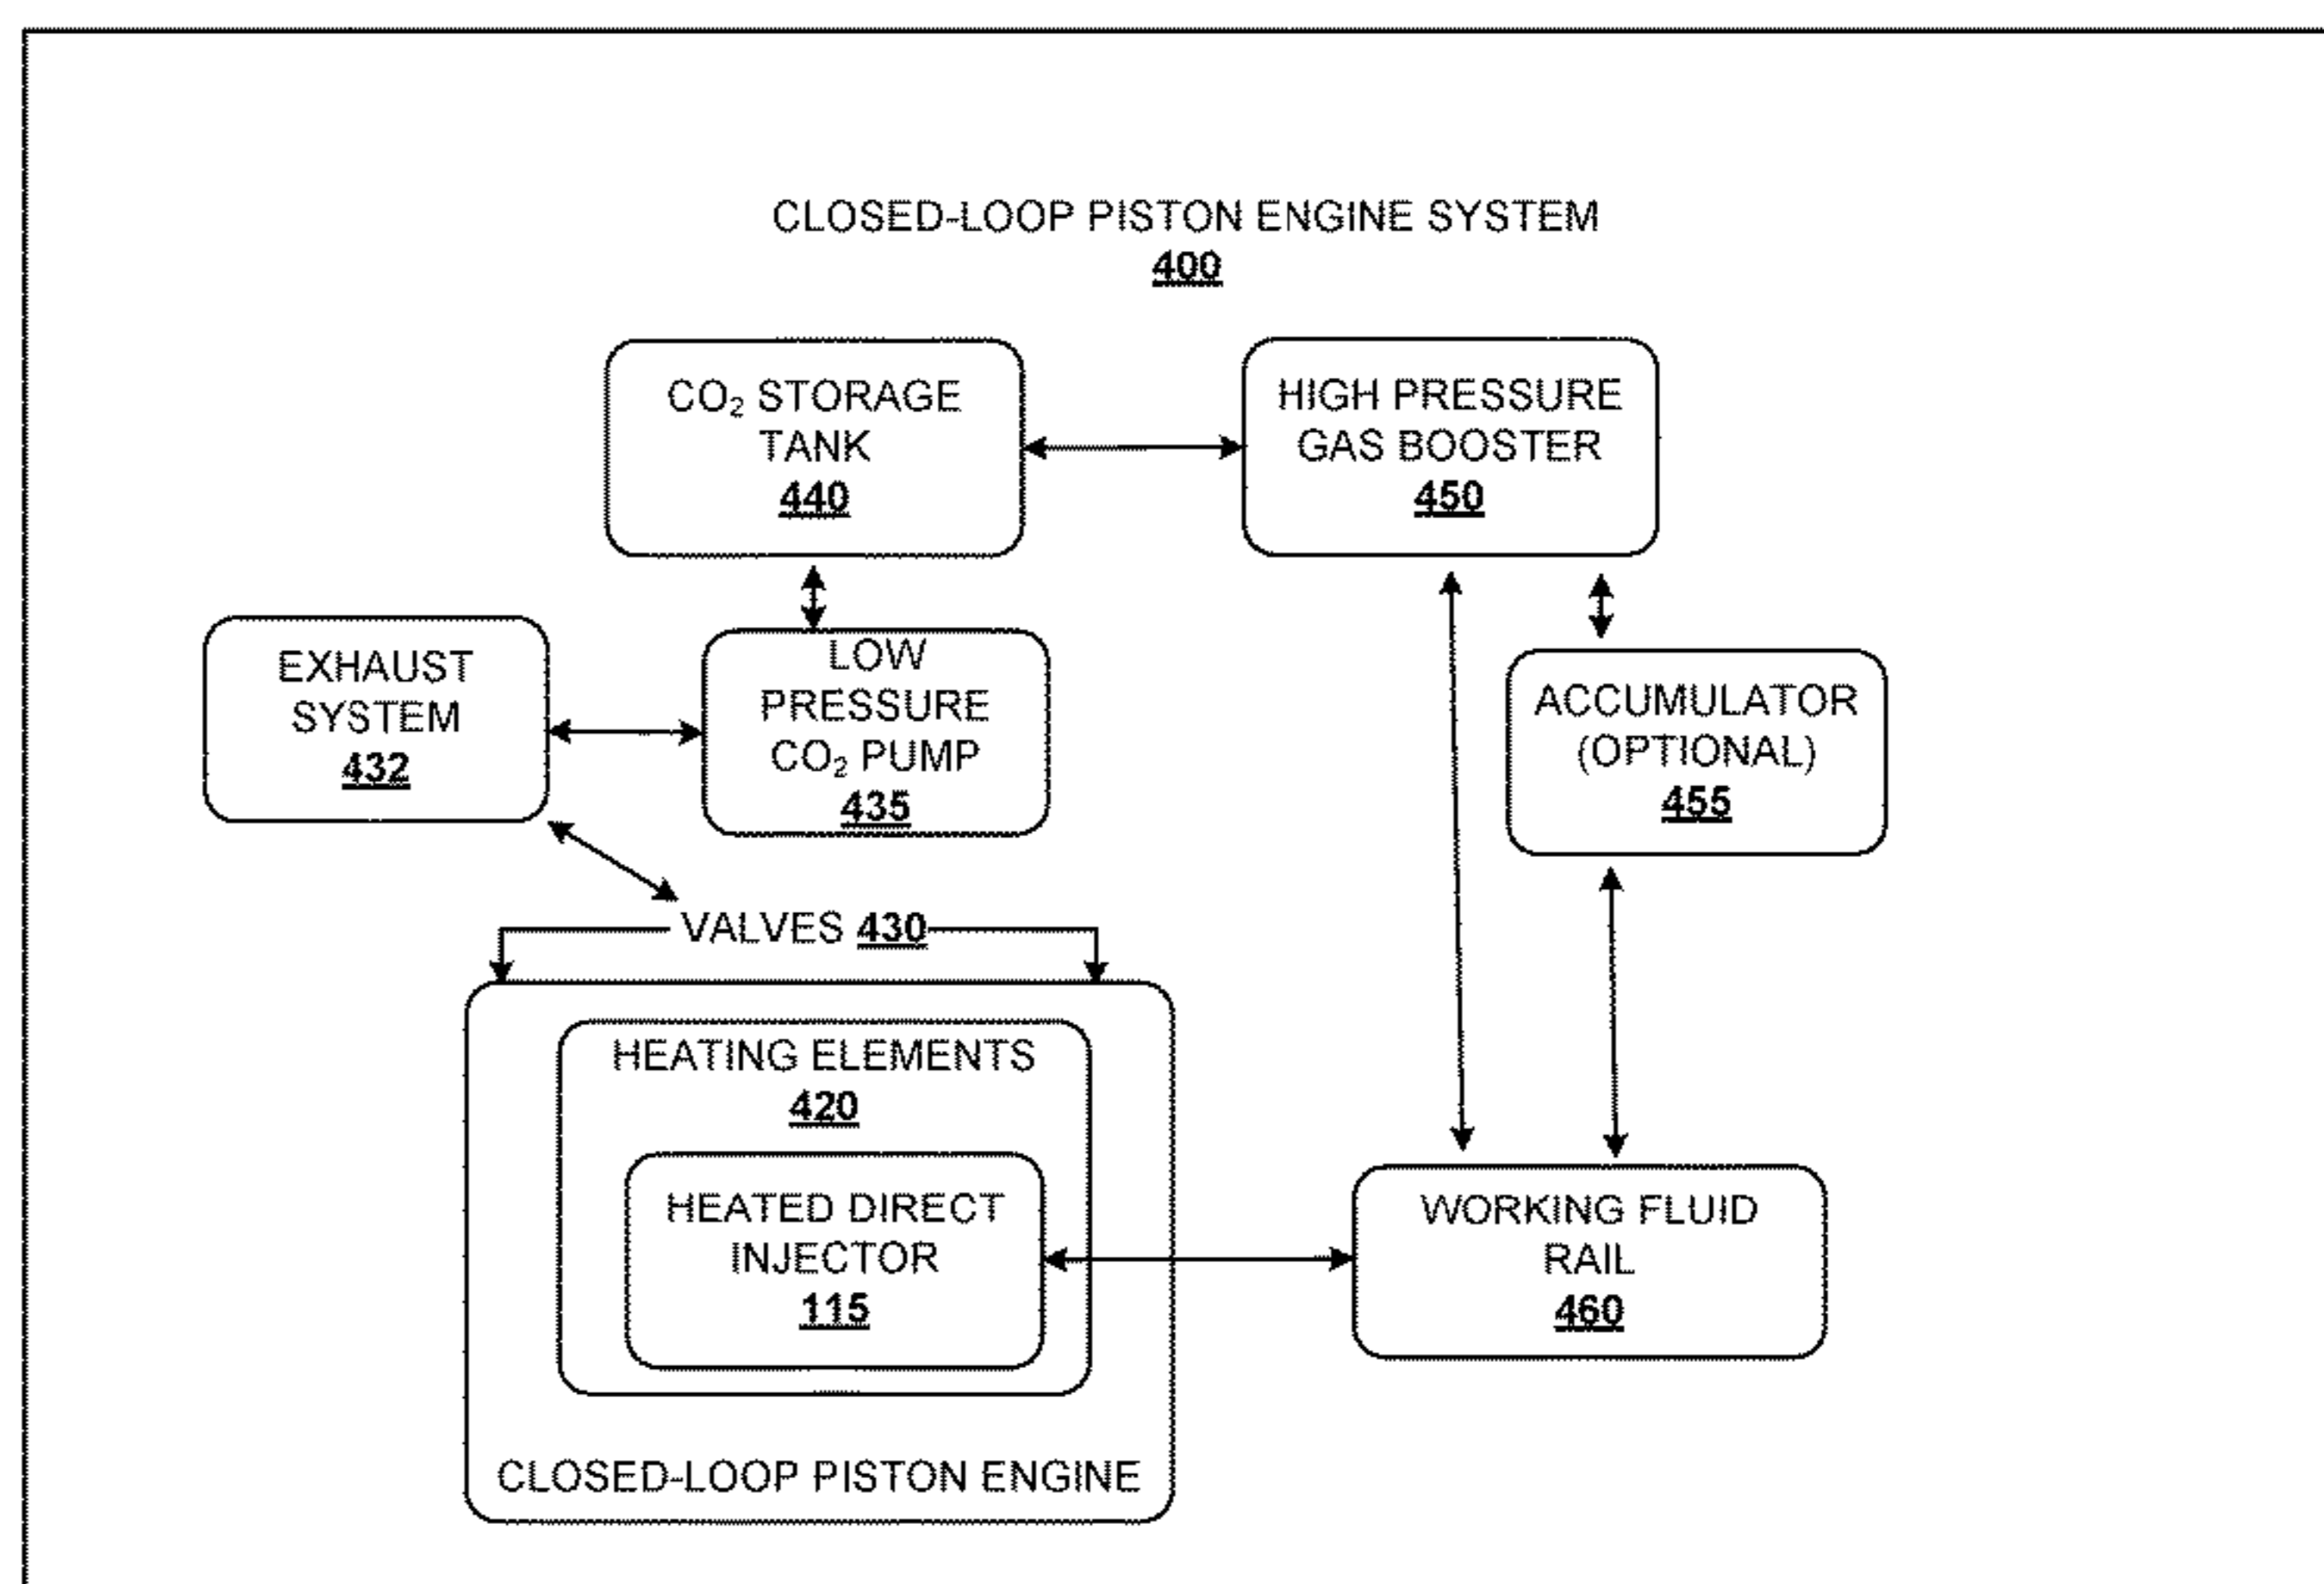 CLOSED-LOOP PISTON ENGINE SYSTEM
400
CO₂ STORAGE
TANK
440
HIGH PRESSURE
GAS BOOSTER
450
EXHAUST
SYSTEM
432
LOW
PRESSURE
CO₂ PUMP
435
ACCUMULATOR
(OPTIONAL)
455
VALVES 430
HEATING ELEMENTS
420
HEATED DIRECT
INJECTOR
115
WORKING FLUID
RAIL
460
CLOSED-LOOP PISTON ENGINE